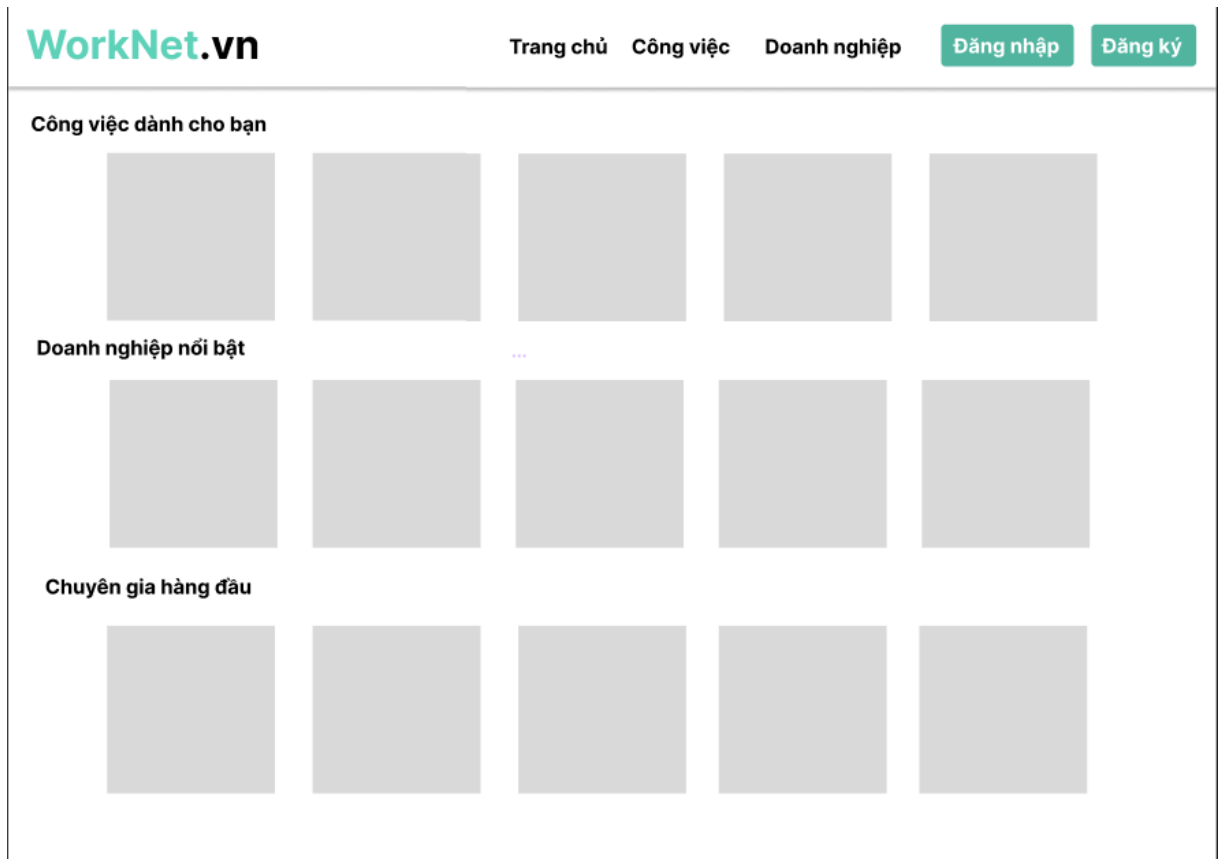 WorkNet.vn
Trang chủ Công việc Doanh nghiệp Đăng nhập Đăng ký
Công việc dành cho bạn
Doanh nghiệp nổi bật
...
Chuyên gia hàng đầu